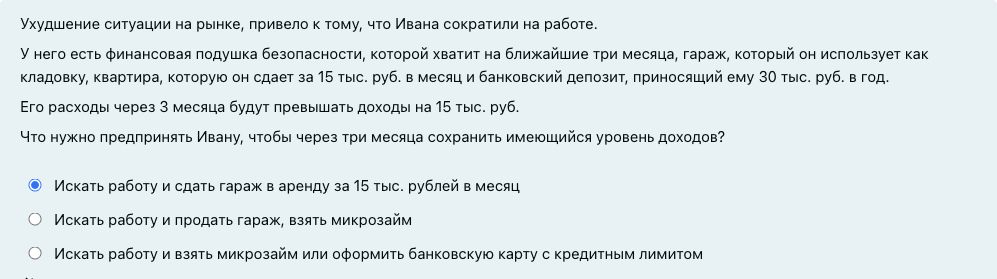 Ухудшение ситуации на рынке, привело к тому, что Ивана сократили на работе.
У него есть финансовая подушка безопасности, которой хватит на ближайшие три месяца, гараж, который он использует как
кладовку, квартира, которую он сдает за 15 тыс. руб. в месяц и банковский депозит, приносящий ему 30 тыс. руб. в год.
Его расходы через 3 месяца будут превышать доходы на 15 тыс. руб.
Что нужно предпринять Ивану, чтобы через три месяца сохранить имеющийся уровень доходов?
Искать работу и сдать гараж в аренду за 15 тыс. рублей в месяц
Искать работу и продать гараж, взять микрозайм
Искать работу и взять микрозайм или оформить банковскую карту с кредитным лимитом